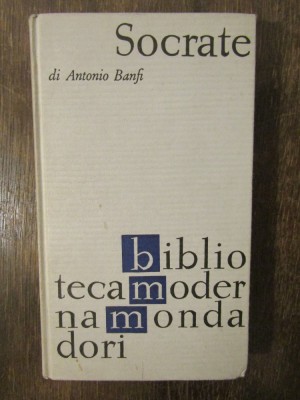 Socrate
di Antonio Banfi
biblio
tecamoder
namonda
dori